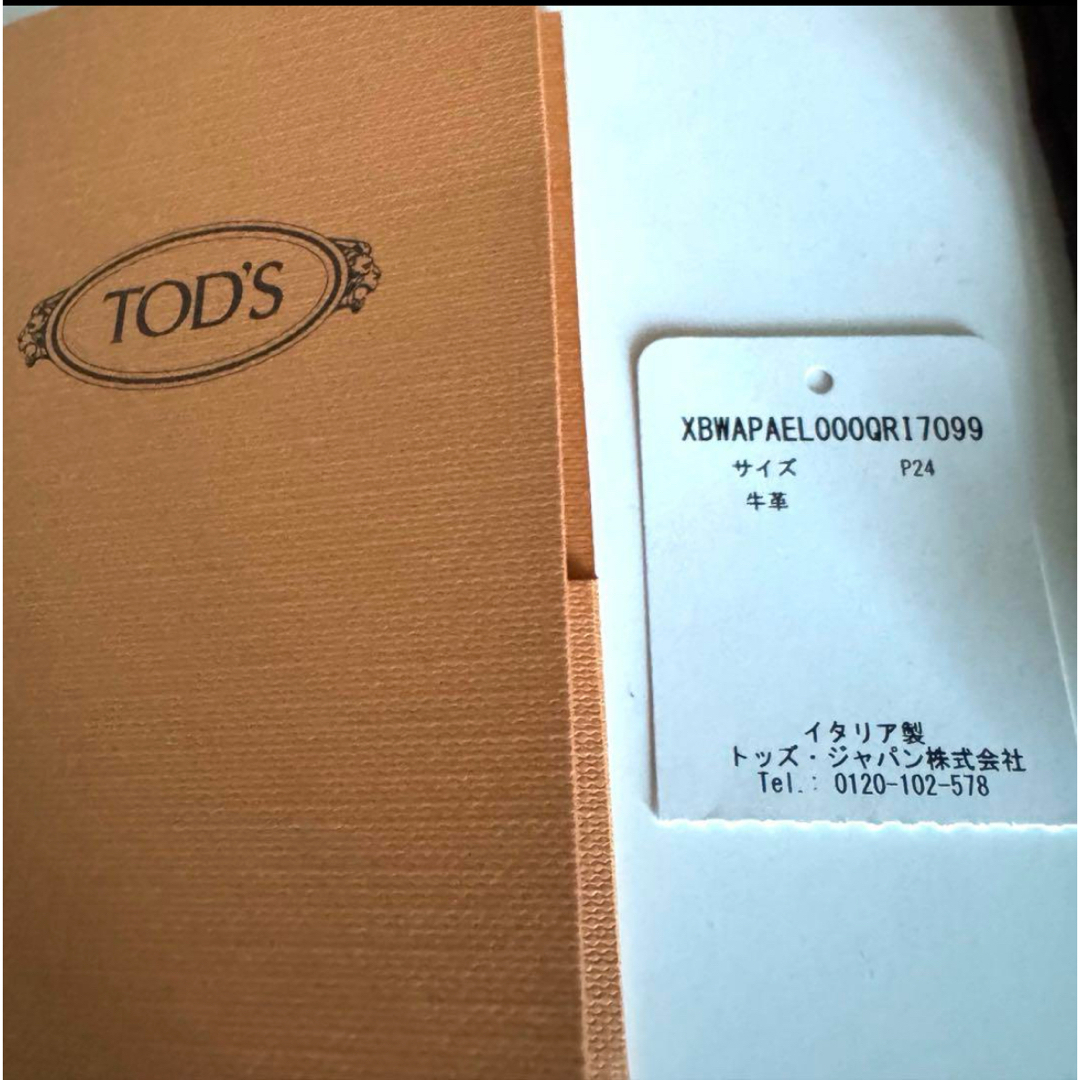 TOD'S
XBWAPAEL000QRI7099
サイズ P24
牛革
イタリア製
トッズ・ジャパン株式会社
Tel.: 0120-102-578